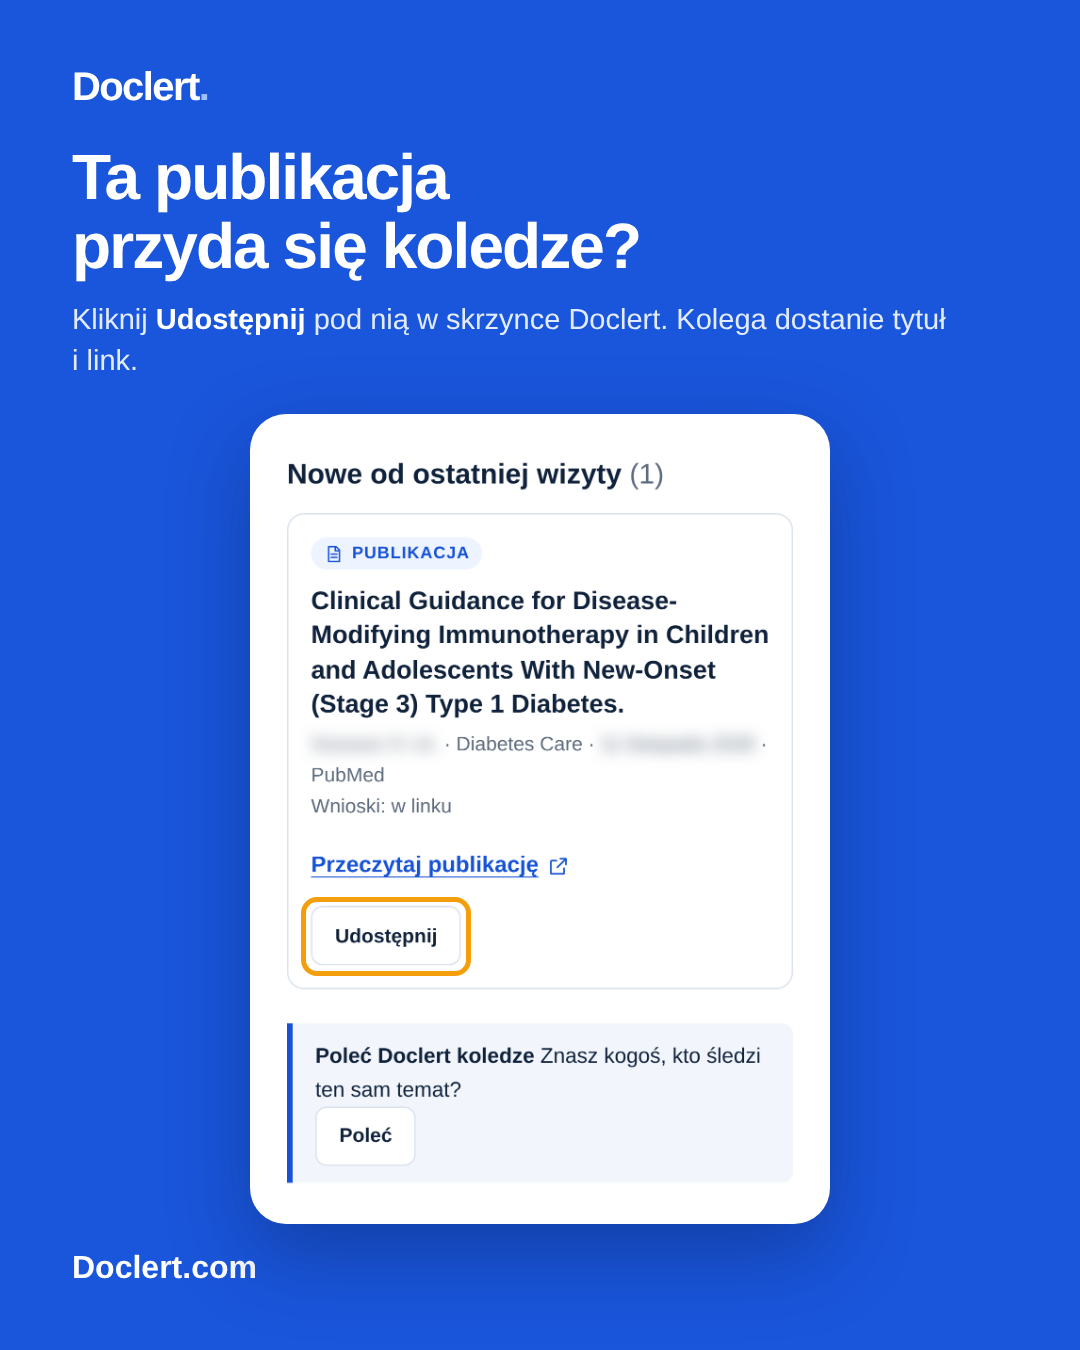 Doclert.
Ta publikacja
przyda się koledze?
Kliknij Udostępnij pod nią w skrzynce Doclert. Kolega dostanie tytuł
i link.
Nowe od ostatniej wizyty (1)
PUBLIKACJA
Clinical Guidance for Disease-
Modifying Immunotherapy in Children
and Adolescents With New-Onset
(Stage 3) Type 1 Diabetes.
· Diabetes Care · ·
PubMed
Wnioski: w linku
Przeczytaj publikację
Udostępnij
Poleć Doclert koledze Znasz kogoś, kto śledzi
ten sam temat?
Poleć
Doclert.com